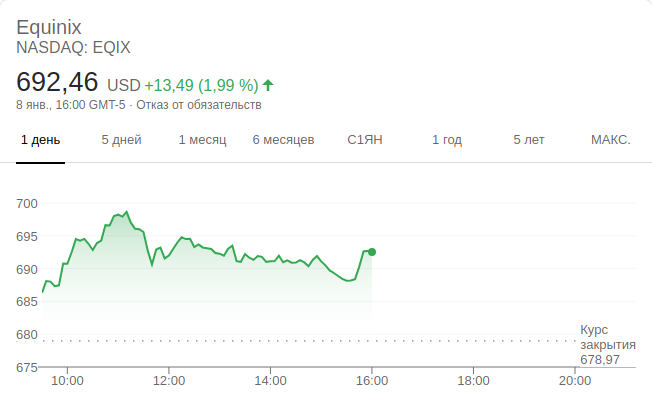 Equinix
NASDAQ: EQIX
692,46 USD +13,49 (1,99 %)
8 янв., 16:00 GMT-5 · Отказ от обязательств
1 день 5 дней 1 месяц 6 месяцев С1ЯН 1 год 5 лет МАКС.
700
695
690
685
680
Курс
закрытия
678,97
675
10:00 12:00 14:00 16:00 18:00 20:00